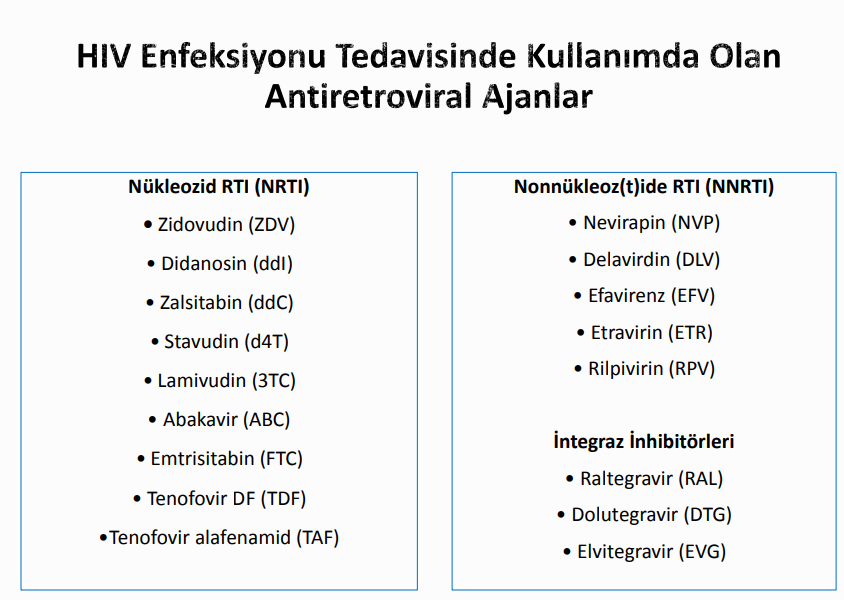 HIV Enfeksiyonu Tedavisinde Kullanımda Olan
Antiretroviral Ajanlar
Nükleozid RTI (NRTI)
• Zidovudin (ZDV)
• Didanosin (ddI)
• Zalsitabin (ddC)
• Stavudin (d4T)
• Lamivudin (3TC)
• Abakavir (ABC)
• Emtrisitabin (FTC)
• Tenofovir DF (TDF)
•Tenofovir alafenamid (TAF)
Nonnükleoz(t)ide RTI (NNRTI)
• Nevirapin (NVP)
• Delavirdin (DLV)
• Efavirenz (EFV)
• Etravirin (ETR)
• Rilpivirin (RPV)
İntegraz İnhibitörleri
• Raltegravir (RAL)
• Dolutegravir (DTG)
• Elvitegravir (EVG)